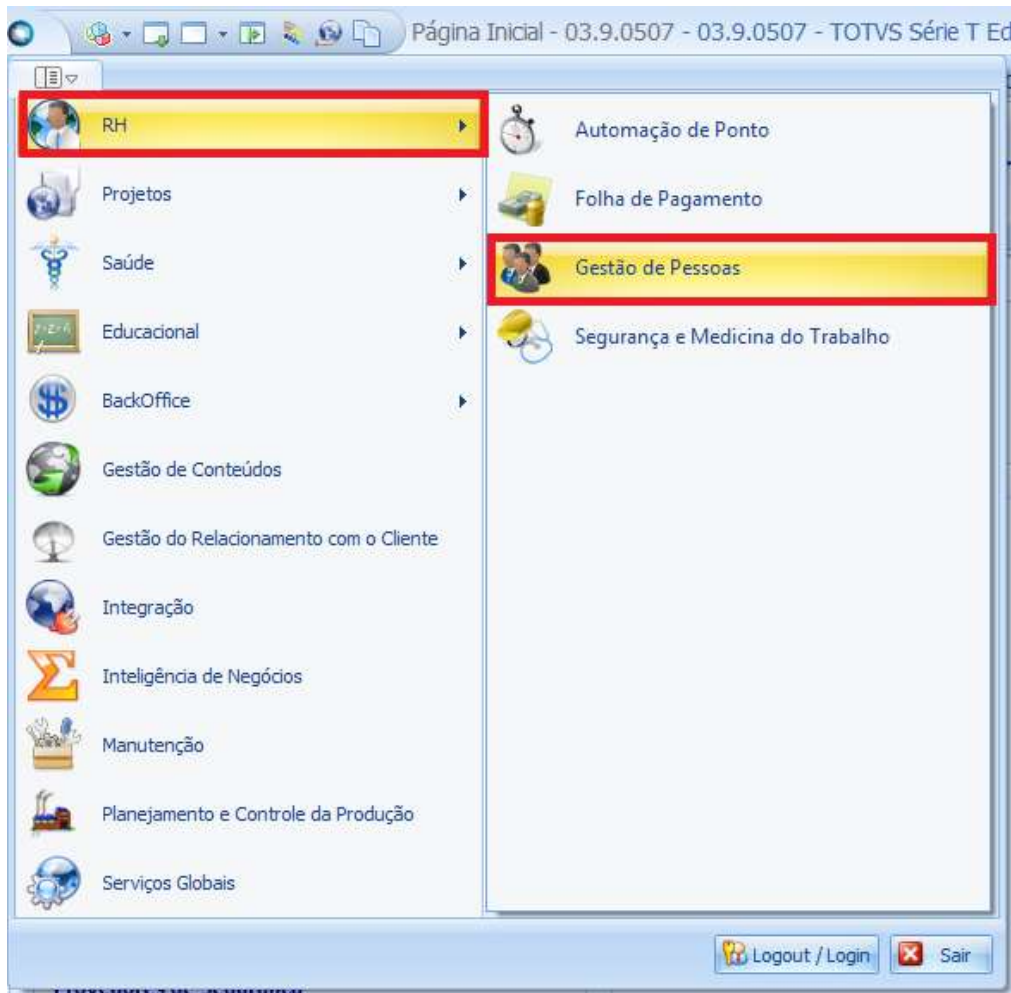 Página Inicial - 03.9.0507 - 03.9.0507 - TOTVS Série T Ed
RH
Projetos
Saúde
Educacional
BackOffice
Gestão de Conteúdos
Gestão do Relacionamento com o Cliente
Integração
Inteligência de Negócios
Manutenção
Planejamento e Controle da Produção
Serviços Globais
Automação de Ponto
Folha de Pagamento
Gestão de Pessoas
Segurança e Medicina do Trabalho
Logout / Login
Sair